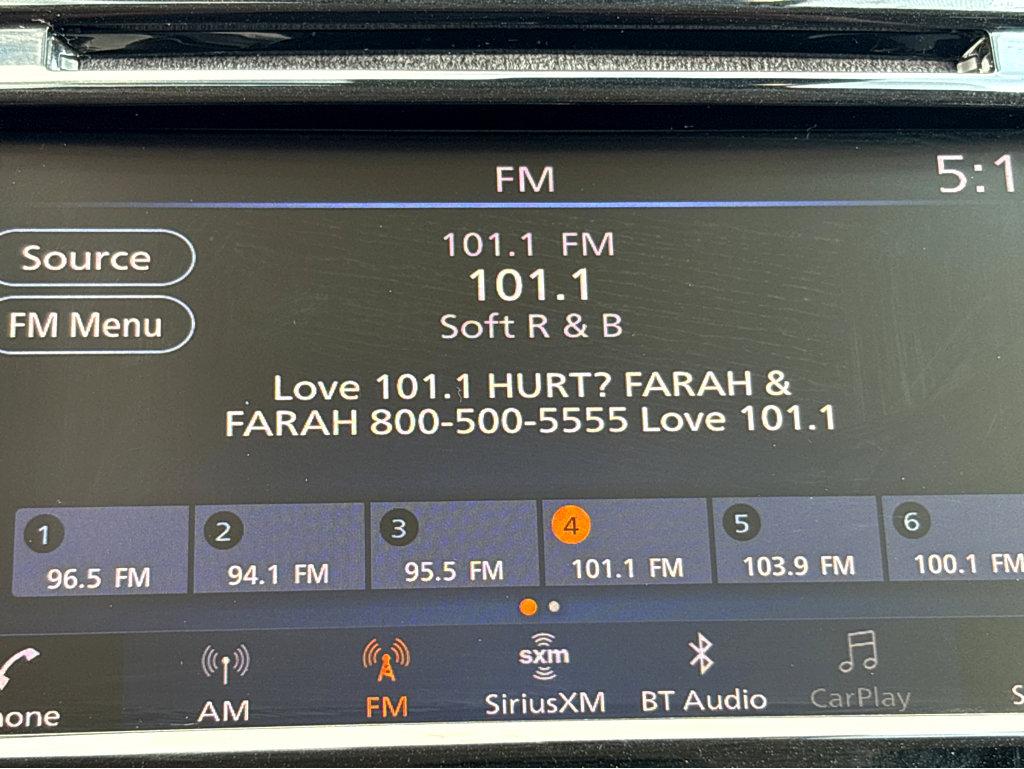 FM
5:1
Source
FM Menu
101.1 FM
101.1
Soft R & B
Love 101.1 HURT? FARAH &
FARAH 800-500-5555 Love 101.1
1
96.5 FM
2
94.1 FM
3
95.5 FM
4
101.1 FM
5
103.9 FM
6
100.1 FM
hone
AM
FM
sxm
SiriusXM
BT Audio
CarPlay
S